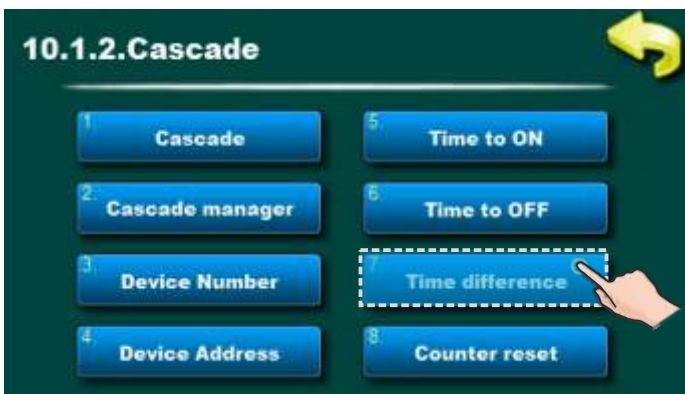 10.1.2.Cascade
1.
Cascade
2.
Cascade manager
3.
Device Number
4.
Device Address
5.
Time to ON
6.
Time to OFF
7
Time difference
8.
Counter reset